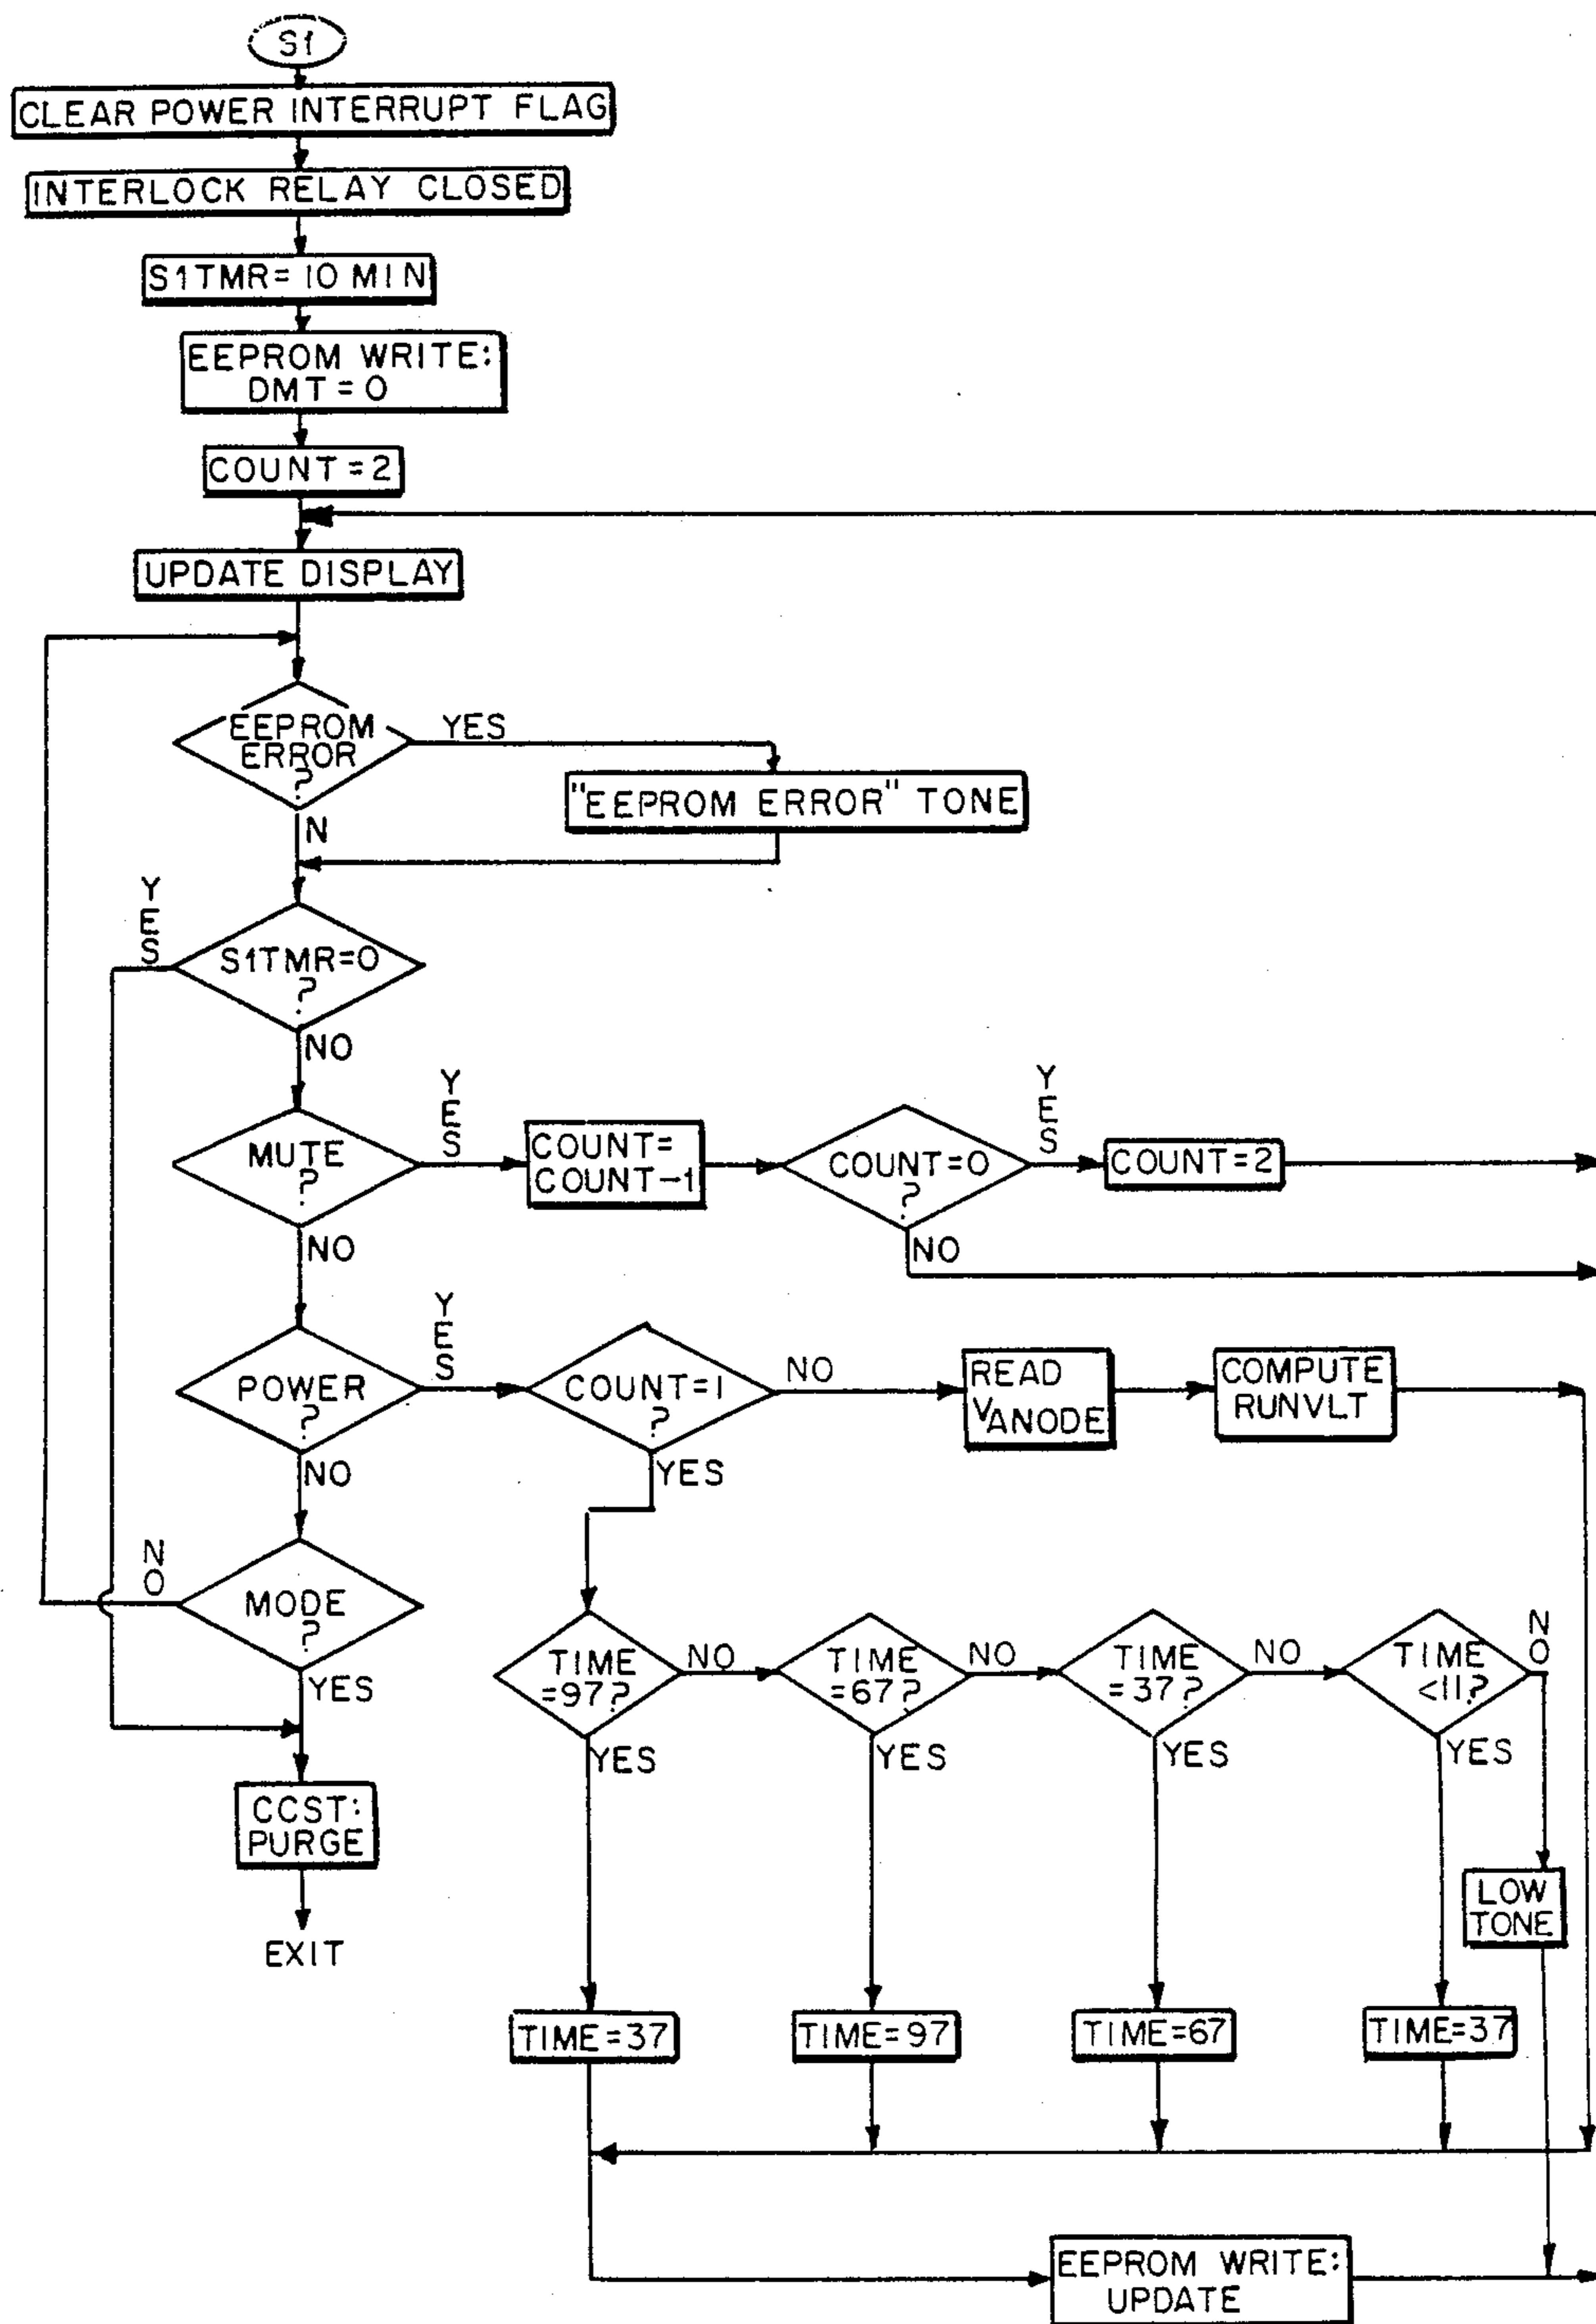 S1
CLEAR POWER INTERRUPT FLAG
INTERLOCK RELAY CLOSED
S1TMR=10 MIN
EEPROM WRITE:
DMT=0
COUNT=2
UPDATE DISPLAY
EEPROM
ERROR
?
YES
"EEPROM ERROR" TONE
N
YES
S1TMR=0
?
NO
MUTE
?
YES
COUNT=
COUNT-1
COUNT=0
?
YES
COUNT=2
NO
NO
POWER
?
YES
COUNT=1
?
NO
READ
VANODE
COMPUTE
RUNVLT
NO
YES
NO
MODE
?
YES
TIME
=97?
NO
TIME
=67?
NO
TIME
=37?
NO
TIME
<11?
NO
YES
YES
YES
YES
CCST:
PURGE
EXIT
LOW
TONE
TIME=37
TIME=97
TIME=67
TIME=37
EEPROM WRITE:
UPDATE